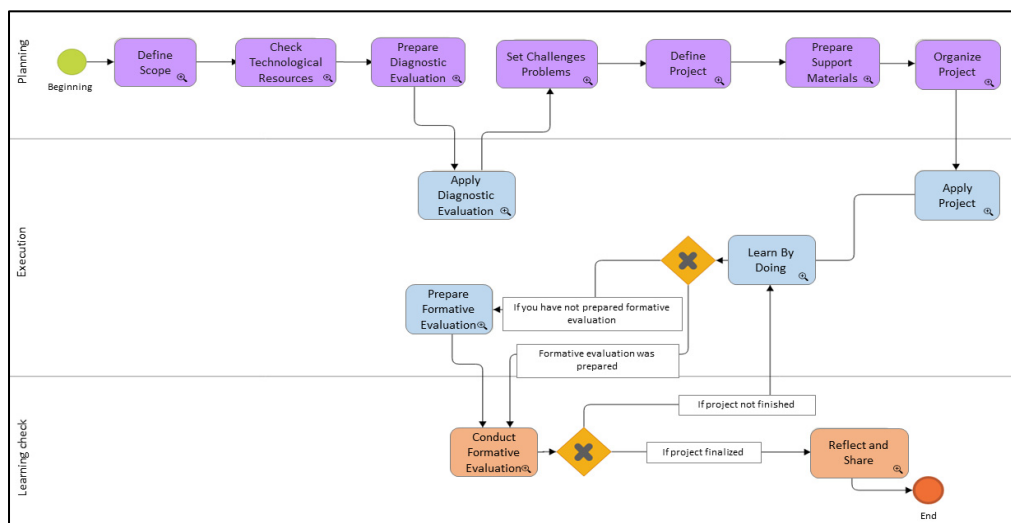 Planning
Beginning
Define
Scope
Check
Technological
Resources
Prepare
Diagnostic
Evaluation
Set Challenges
Problems
Define
Project
Prepare
Support
Materials
Organize
Project
Execution
Apply
Diagnostic
Evaluation
Apply
Project
Learn By
Doing
Prepare
Formative
Evaluation
If you have not prepared formative
evaluation
Formative evaluation was
prepared
Learning check
Conduct
Formative
Evaluation
If project not finished
If project finalized
Reflect and
Share
End